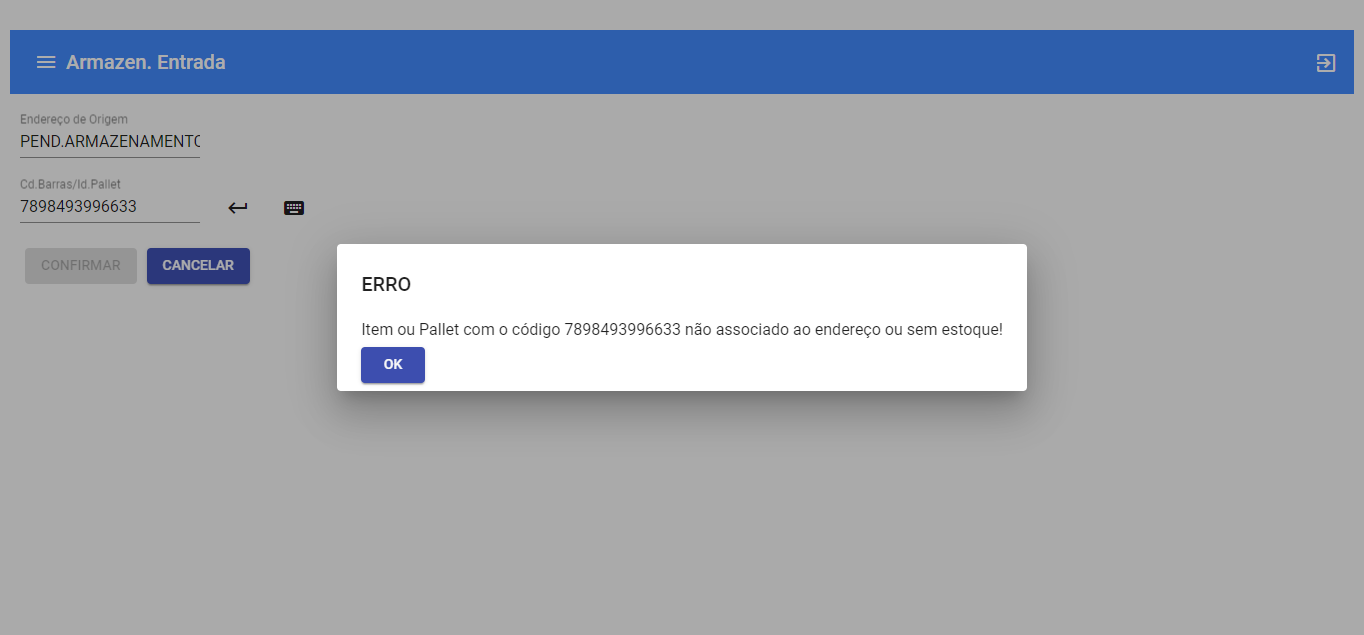 Armazen. Entrada
Endereço de Origem
PEND.ARMAZENAMENTO
Cd.Barras/Id.Pallet
7898493996633
CONFIRMAR
CANCELAR
ERRO
Item ou Pallet com o código 7898493996633 não associado ao endereço ou sem estoque!
OK